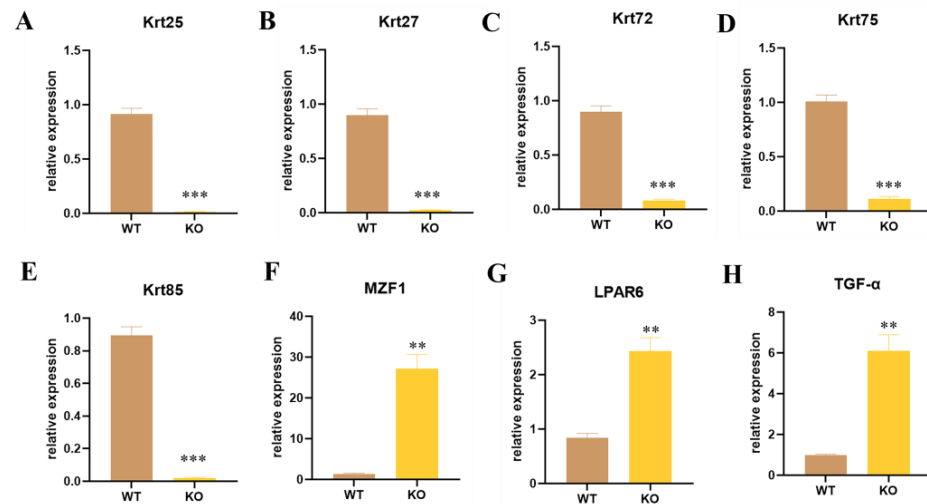 A
Krt25
relative expression
1.5
1.0
0.5
0.0
***
WT
KO
B
Krt27
relative expression
1.5
1.0
0.5
0.0
***
WT
KO
C
Krt72
relative expression
1.5
1.0
0.5
0.0
***
WT
KO
D
Krt75
relative expression
1.5
1.0
0.5
0.0
***
WT
KO
E
Krt85
relative expression
1.0
0.8
0.6
0.4
0.2
0.0
***
WT
KO
F
MZF1
relative expression
40
30
20
10
0
**
WT
KO
G
LPAR6
relative expression
3
2
1
0
**
WT
KO
H
TGF-α
relative expression
8
6
4
2
0
**
WT
KO